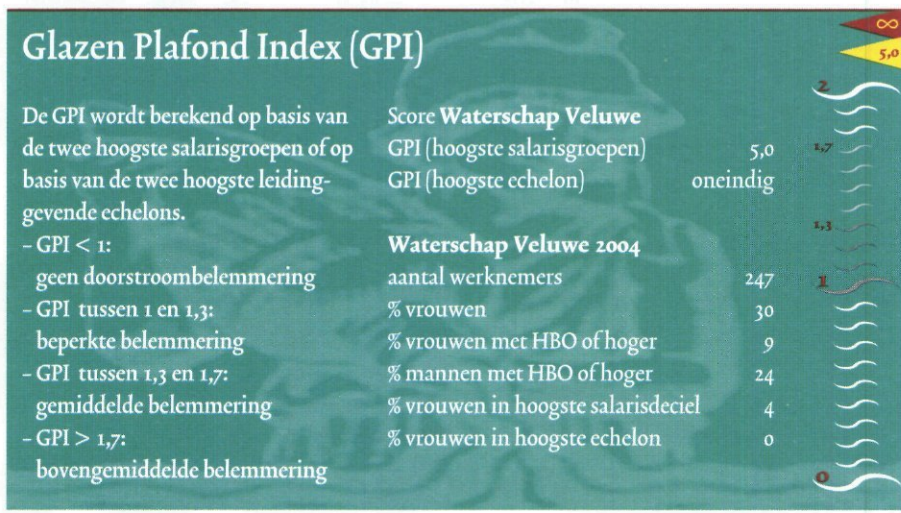 Glazen Plafond Index (GPI)
De GPI wordt berekend op basis van
de twee hoogste salarisgroepen of op
basis van de twee hoogste leiding-
gevende echelons.
– GPI < 1:
geen doorstroombelemmering
– GPI tussen 1 en 1,3:
beperkte belemmering
– GPI tussen 1,3 en 1,7:
gemiddelde belemmering
– GPI > 1,7:
bovengemiddelde belemmering
Score Waterschap Veluwe
GPI (hoogste salarisgroepen) 5,0
GPI (hoogste echelon) oneindig
Waterschap Veluwe 2004
aantal werknemers 247
% vrouwen 30
% vrouwen met HBO of hoger 9
% mannen met HBO of hoger 24
% vrouwen in hoogste salarisdeciel 4
% vrouwen in hoogste echelon 0
∞
5,0
2
1,7
1,3
1
0